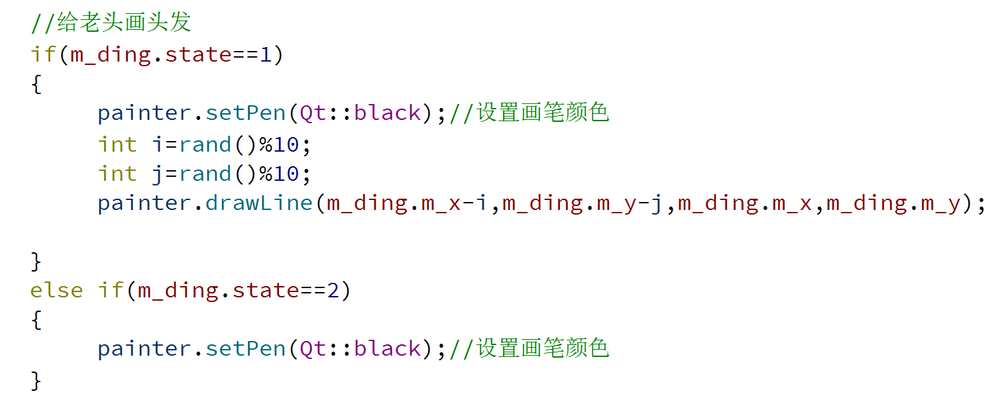 //给老头画头发
if(m_ding.state==1)
{
painter.setPen(Qt::black);//设置画笔颜色
int i=rand()%10;
int j=rand()%10;
painter.drawLine(m_ding.m_x-i,m_ding.m_y-j,m_ding.m_x,m_ding.m_y);
}
else if(m_ding.state==2)
{
painter.setPen(Qt::black);//设置画笔颜色
}